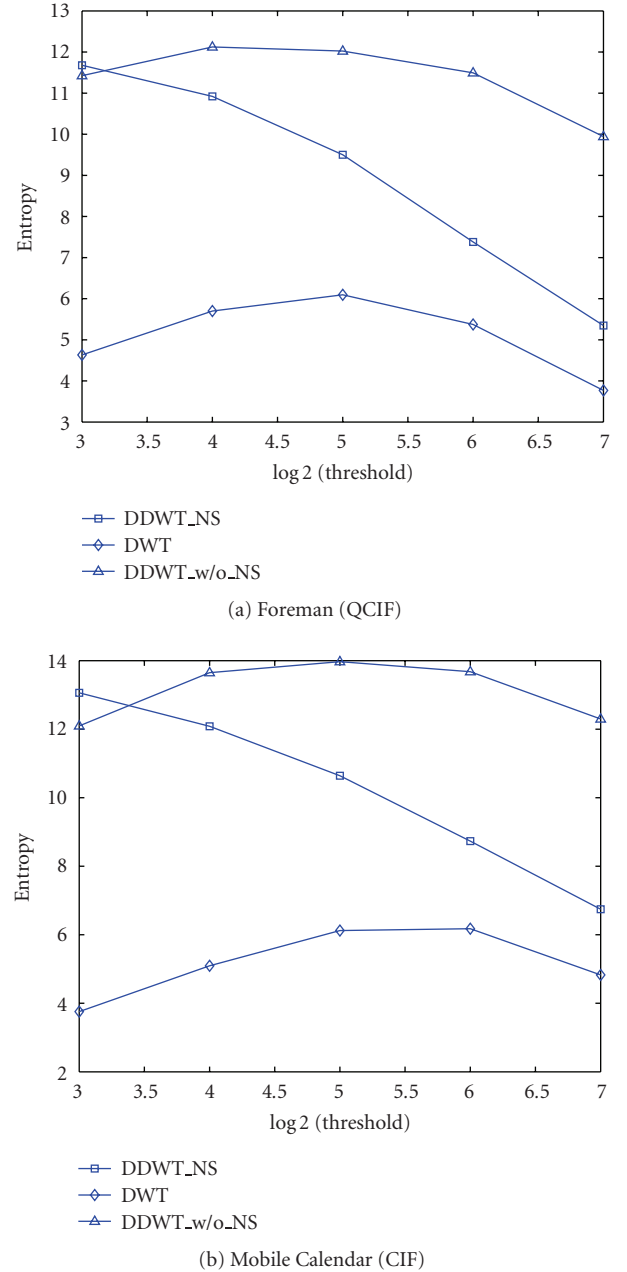 13
12
11
10
9
8
7
6
5
4
3
Entropy
3 3.5 4 4.5 5 5.5 6 6.5 7
log 2 (threshold)
DDWT_NS
DWT
DDWT_w/o_NS
(a) Foreman (QCIF)
14
12
10
8
6
4
2
Entropy
3 3.5 4 4.5 5 5.5 6 6.5 7
log 2 (threshold)
DDWT_NS
DWT
DDWT_w/o_NS
(b) Mobile Calendar (CIF)